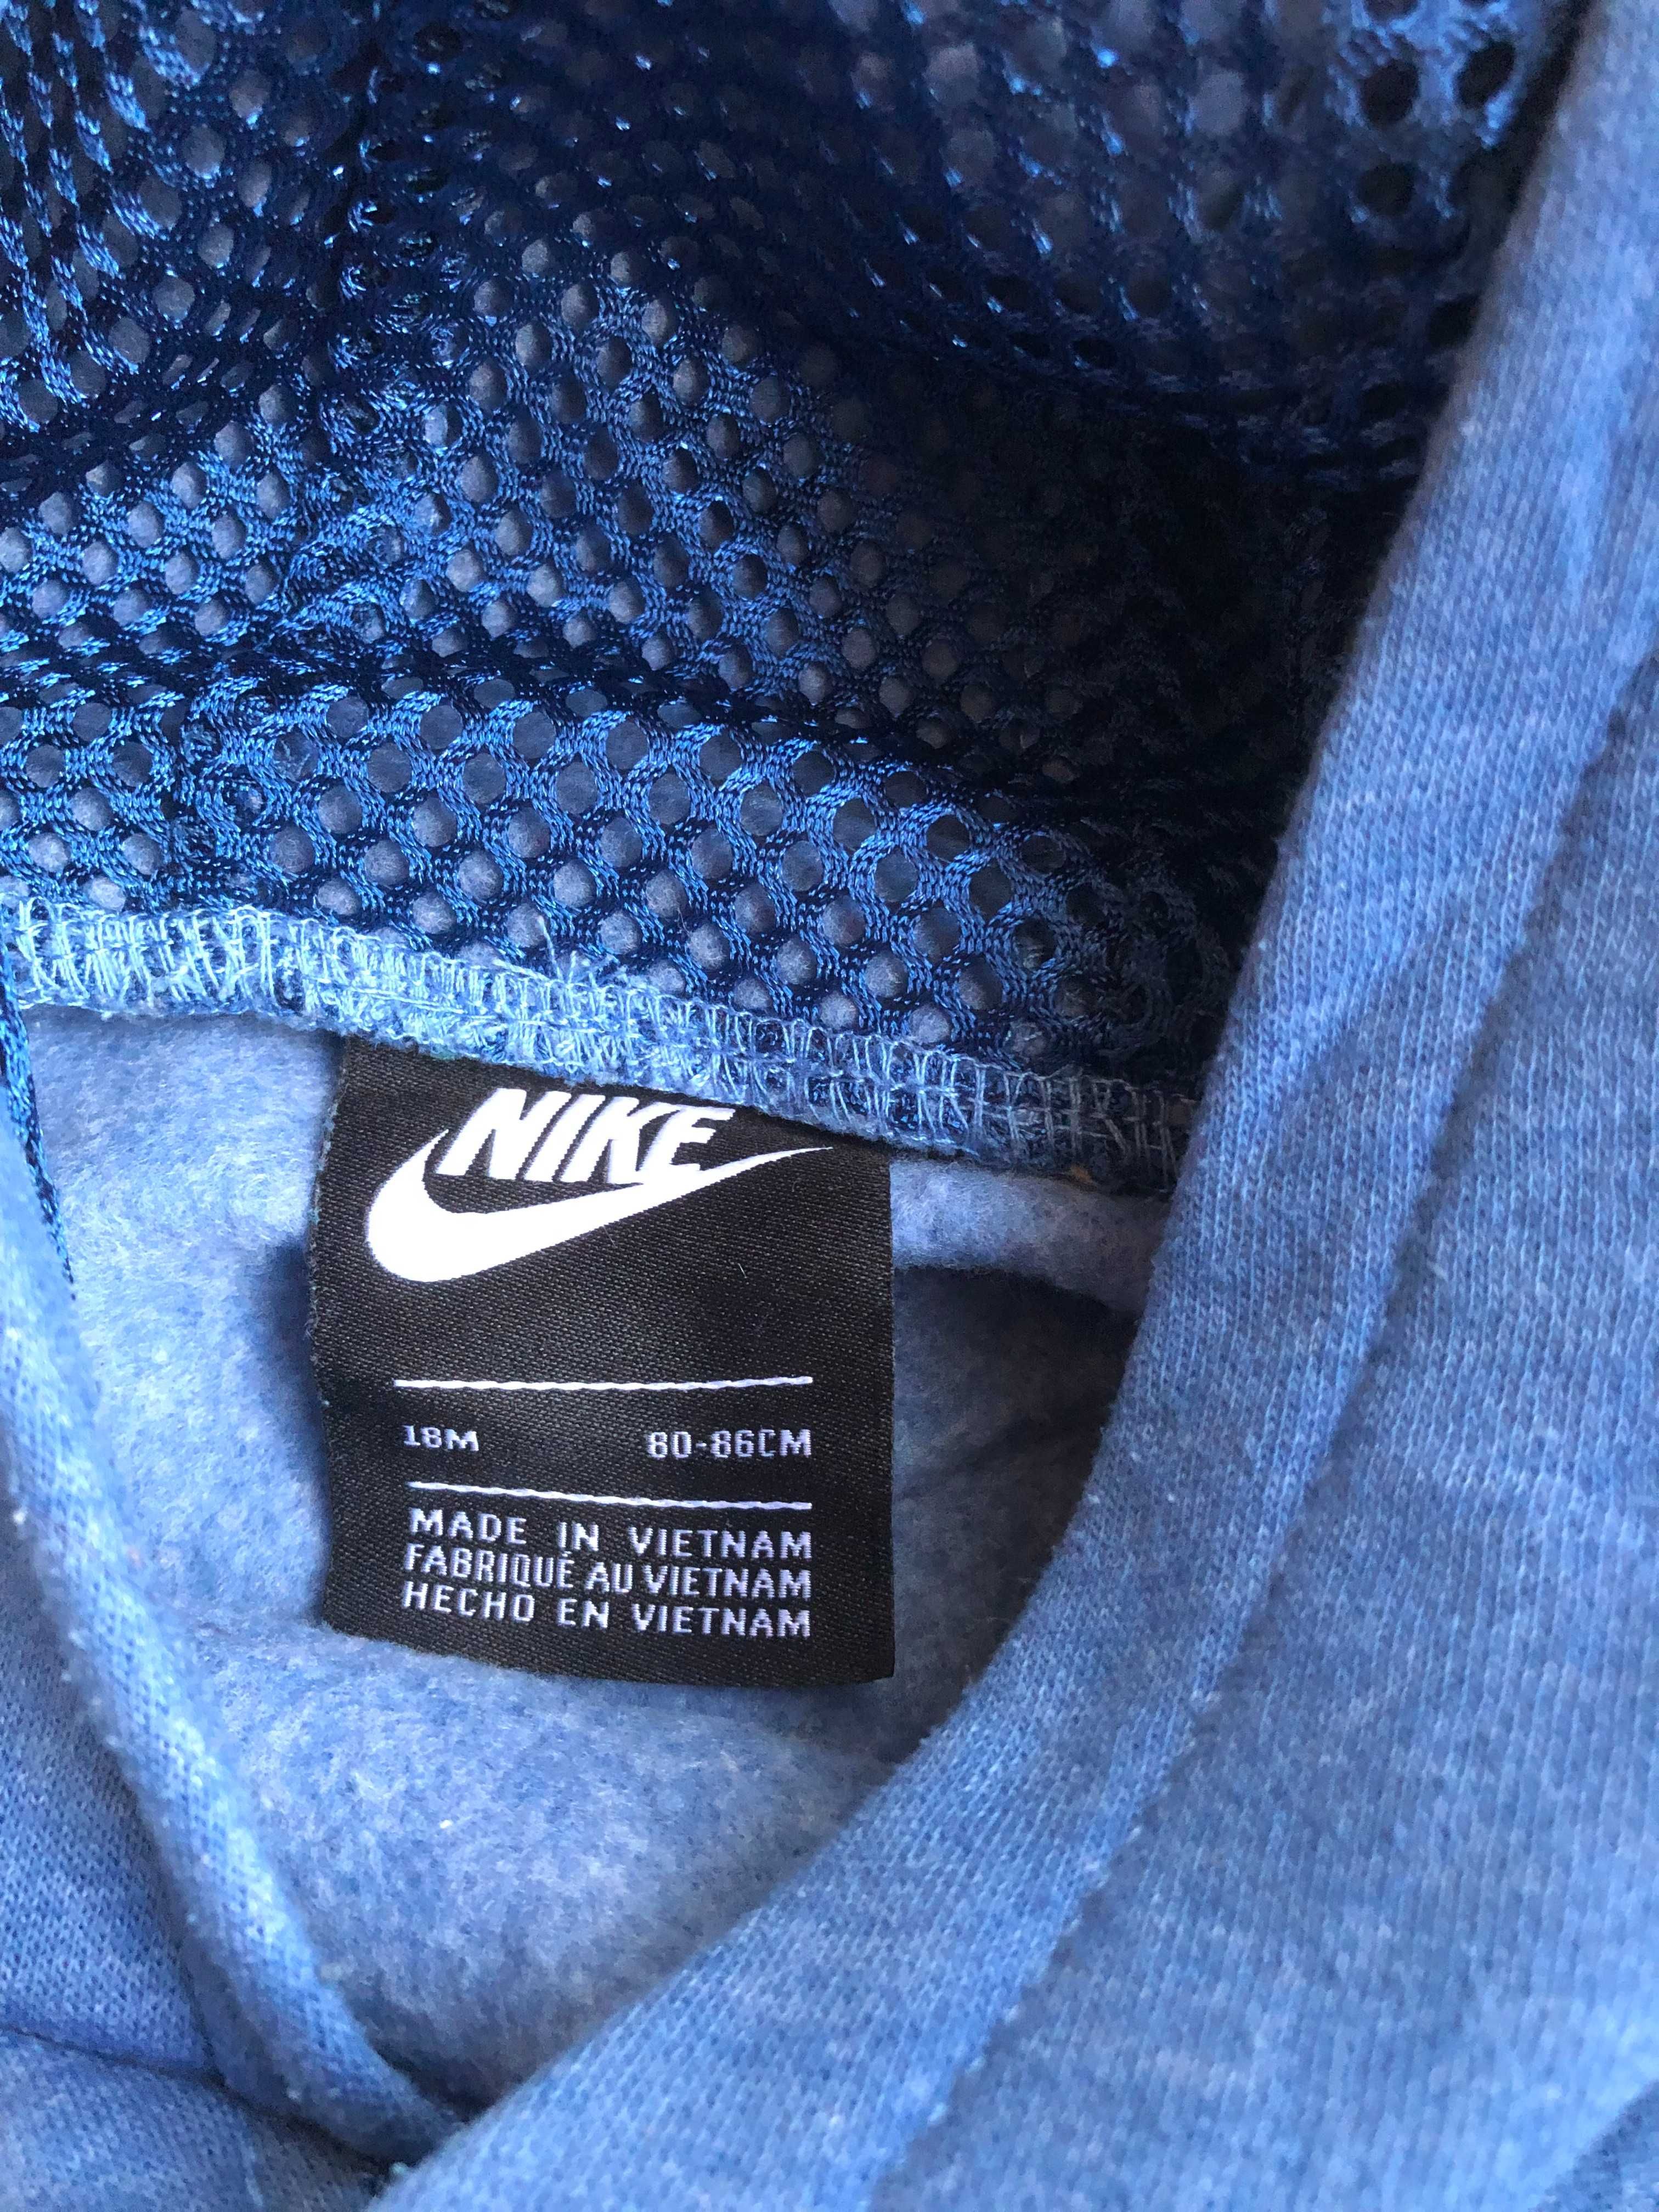 NIKE
18M 80-86CM
MADE IN VIETNAM
FABRIQUÉ AU VIETNAM
HECHO EN VIETNAM